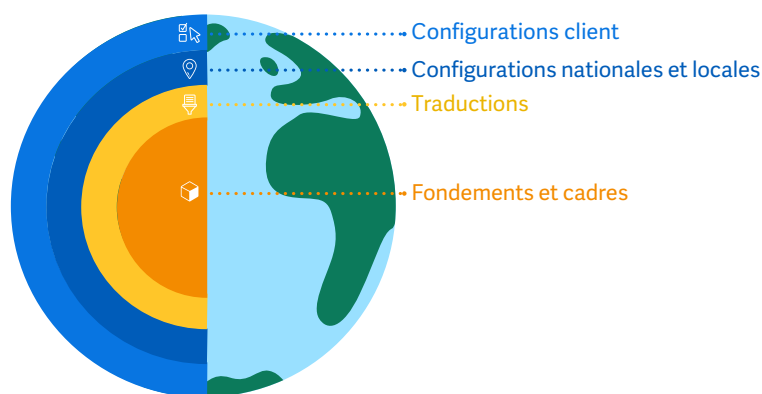 Configurations client
Configurations nationales et locales
Traductions
Fondements et cadres